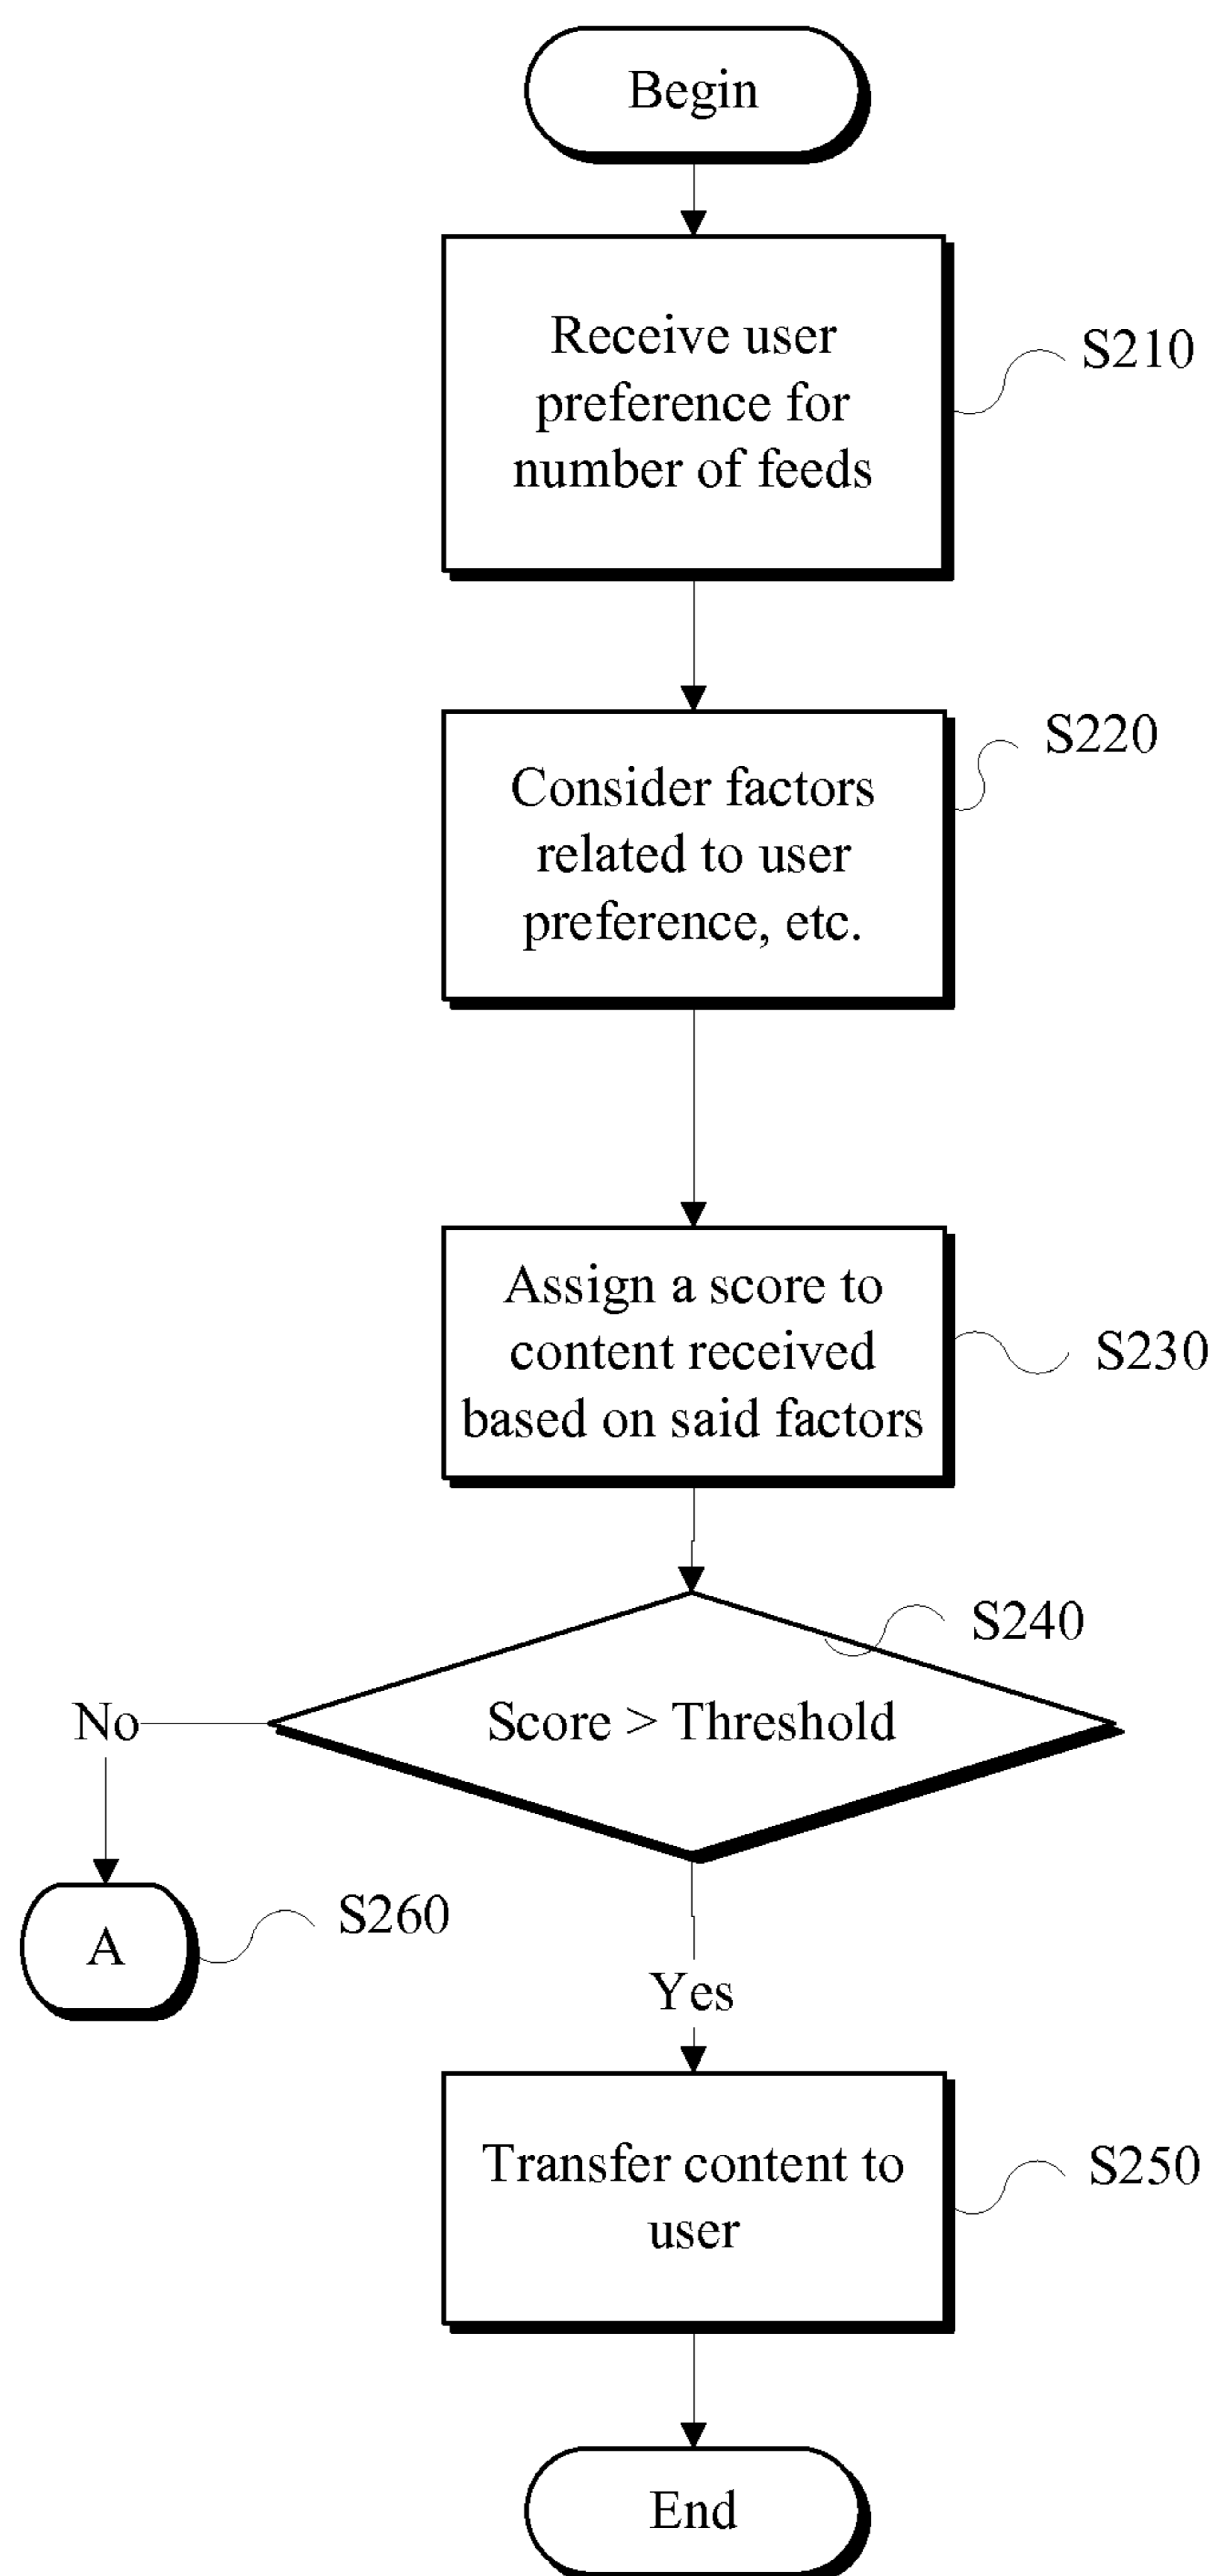 Begin
Receive user
preference for
number of feeds
S210
Consider factors
related to user
preference, etc.
S220
Assign a score to
content received
based on said factors
S230
S240
Score > Threshold
No
A
S260
Yes
Transfer content to
user
S250
End